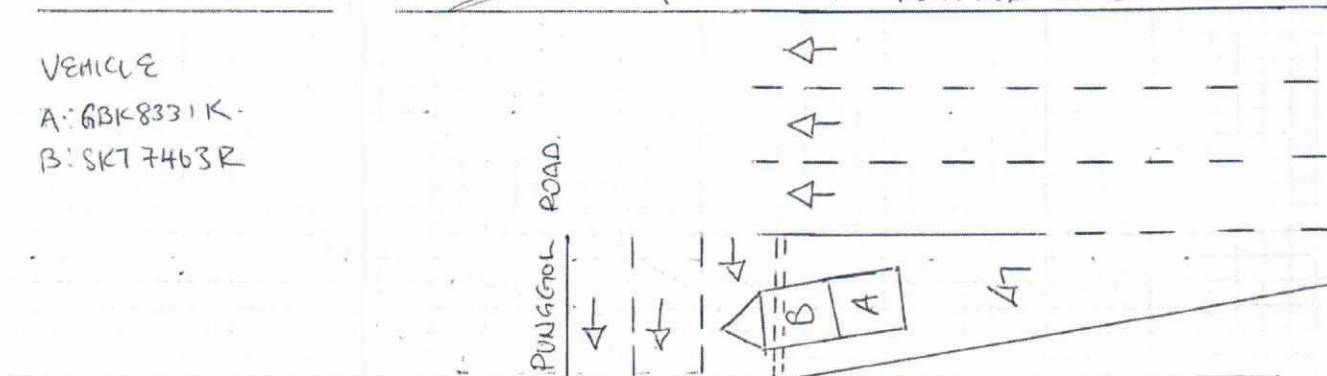 VEHICLE
A: GBK8331K.
B: SKT7463R
PUNGGOL ROAD.
B
A